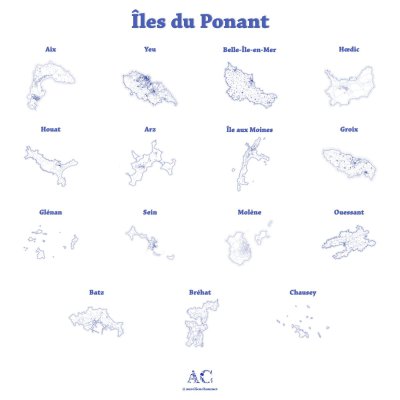 Îles du Ponant
Aix Yeu Belle-Île-en-Mer Hœdic
Houat Arz Île aux Moines Groix
Glénan Sein Molène Ouessant
Batz Bréhat Chausey
AC